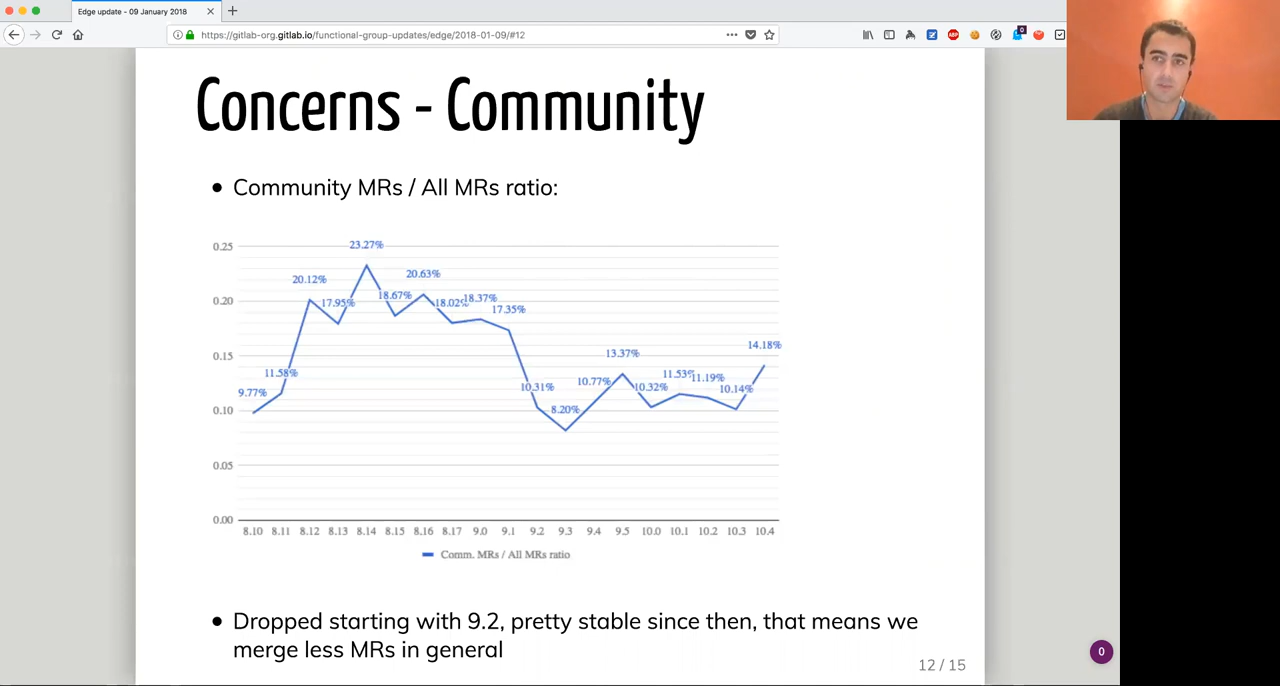 Edge update - 09 January 2018
https://gitlab-org.gitlab.io/functional-group-updates/edge/2018-01-09/#12
ABP
0
Concerns - Community
• Community MRs / All MRs ratio:
0.25
0.20
0.15
0.10
0.05
0.00
9.77%
11.58%
20.12%
17.95%
23.27%
18.67%
20.63%
18.02%
18.37%
17.35%
10.31%
8.20%
10.77%
13.37%
10.32%
11.53%
11.19%
10.14%
14.18%
8.10 8.11 8.12 8.13 8.14 8.15 8.16 8.17 9.0 9.1 9.2 9.3 9.4 9.5 10.0 10.1 10.2 10.3 10.4
Comm. MRs / All MRs ratio
• Dropped starting with 9.2, pretty stable since then, that means we
merge less MRs in general
12 / 15
0